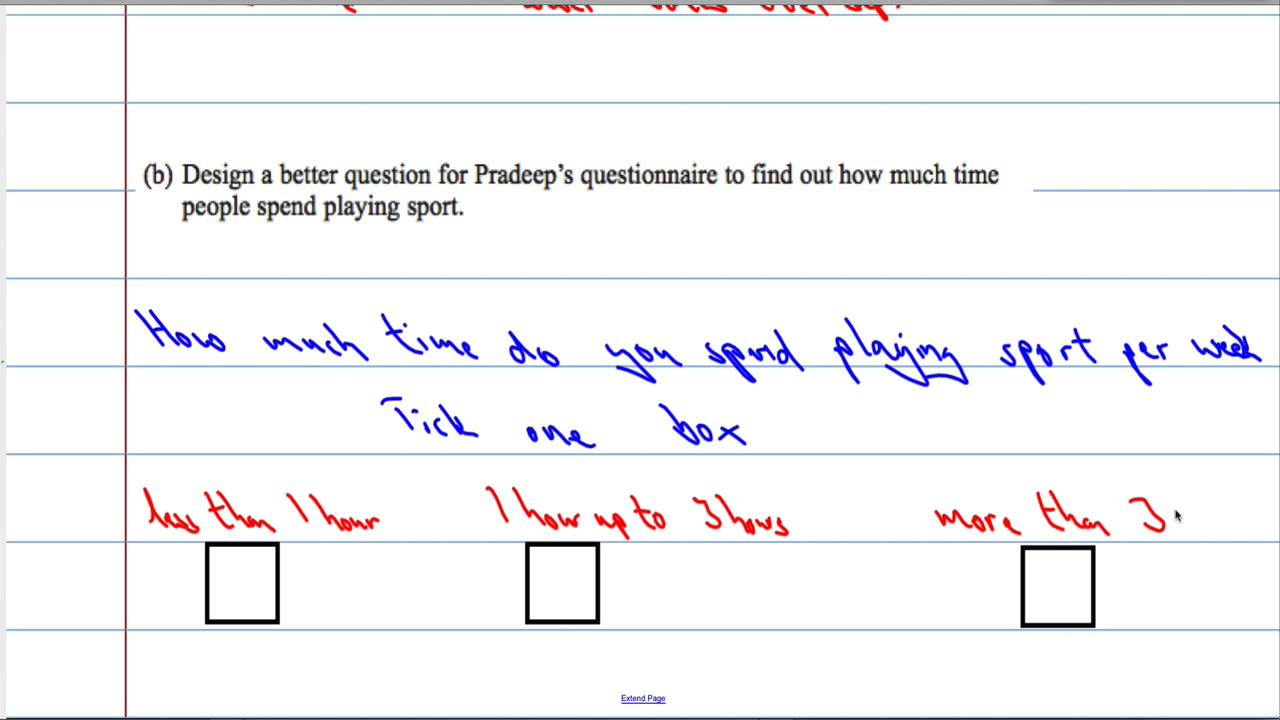 (b) Design a better question for Pradeep's questionnaire to find out how much time
people spend playing sport.
How much time do you spend playing sport per week
Tick one box
less than 1 hour 1 hour up to 3 hours more than 3
Extend Page